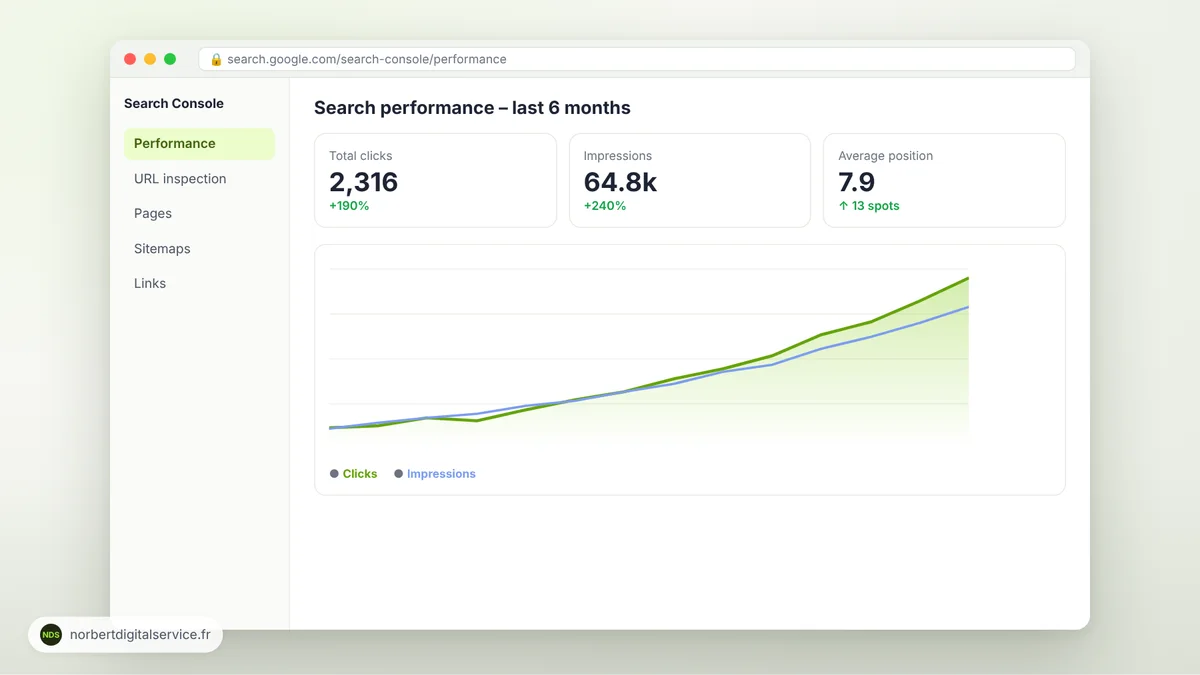 search.google.com/search-console/performance
Search Console
Performance
URL inspection
Pages
Sitemaps
Links
Search performance – last 6 months
Total clicks
2,316
+190%
Impressions
64.8k
+240%
Average position
7.9
↑ 13 spots
Clicks
Impressions
NDS norbertdigitalservice.fr